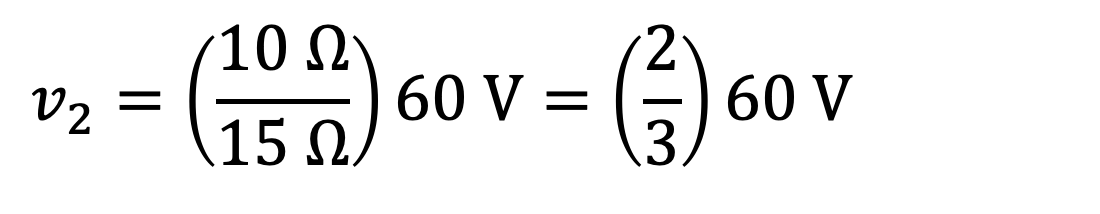 v₂ = (10 Ω / 15 Ω) 60 V = (2/3) 60 V